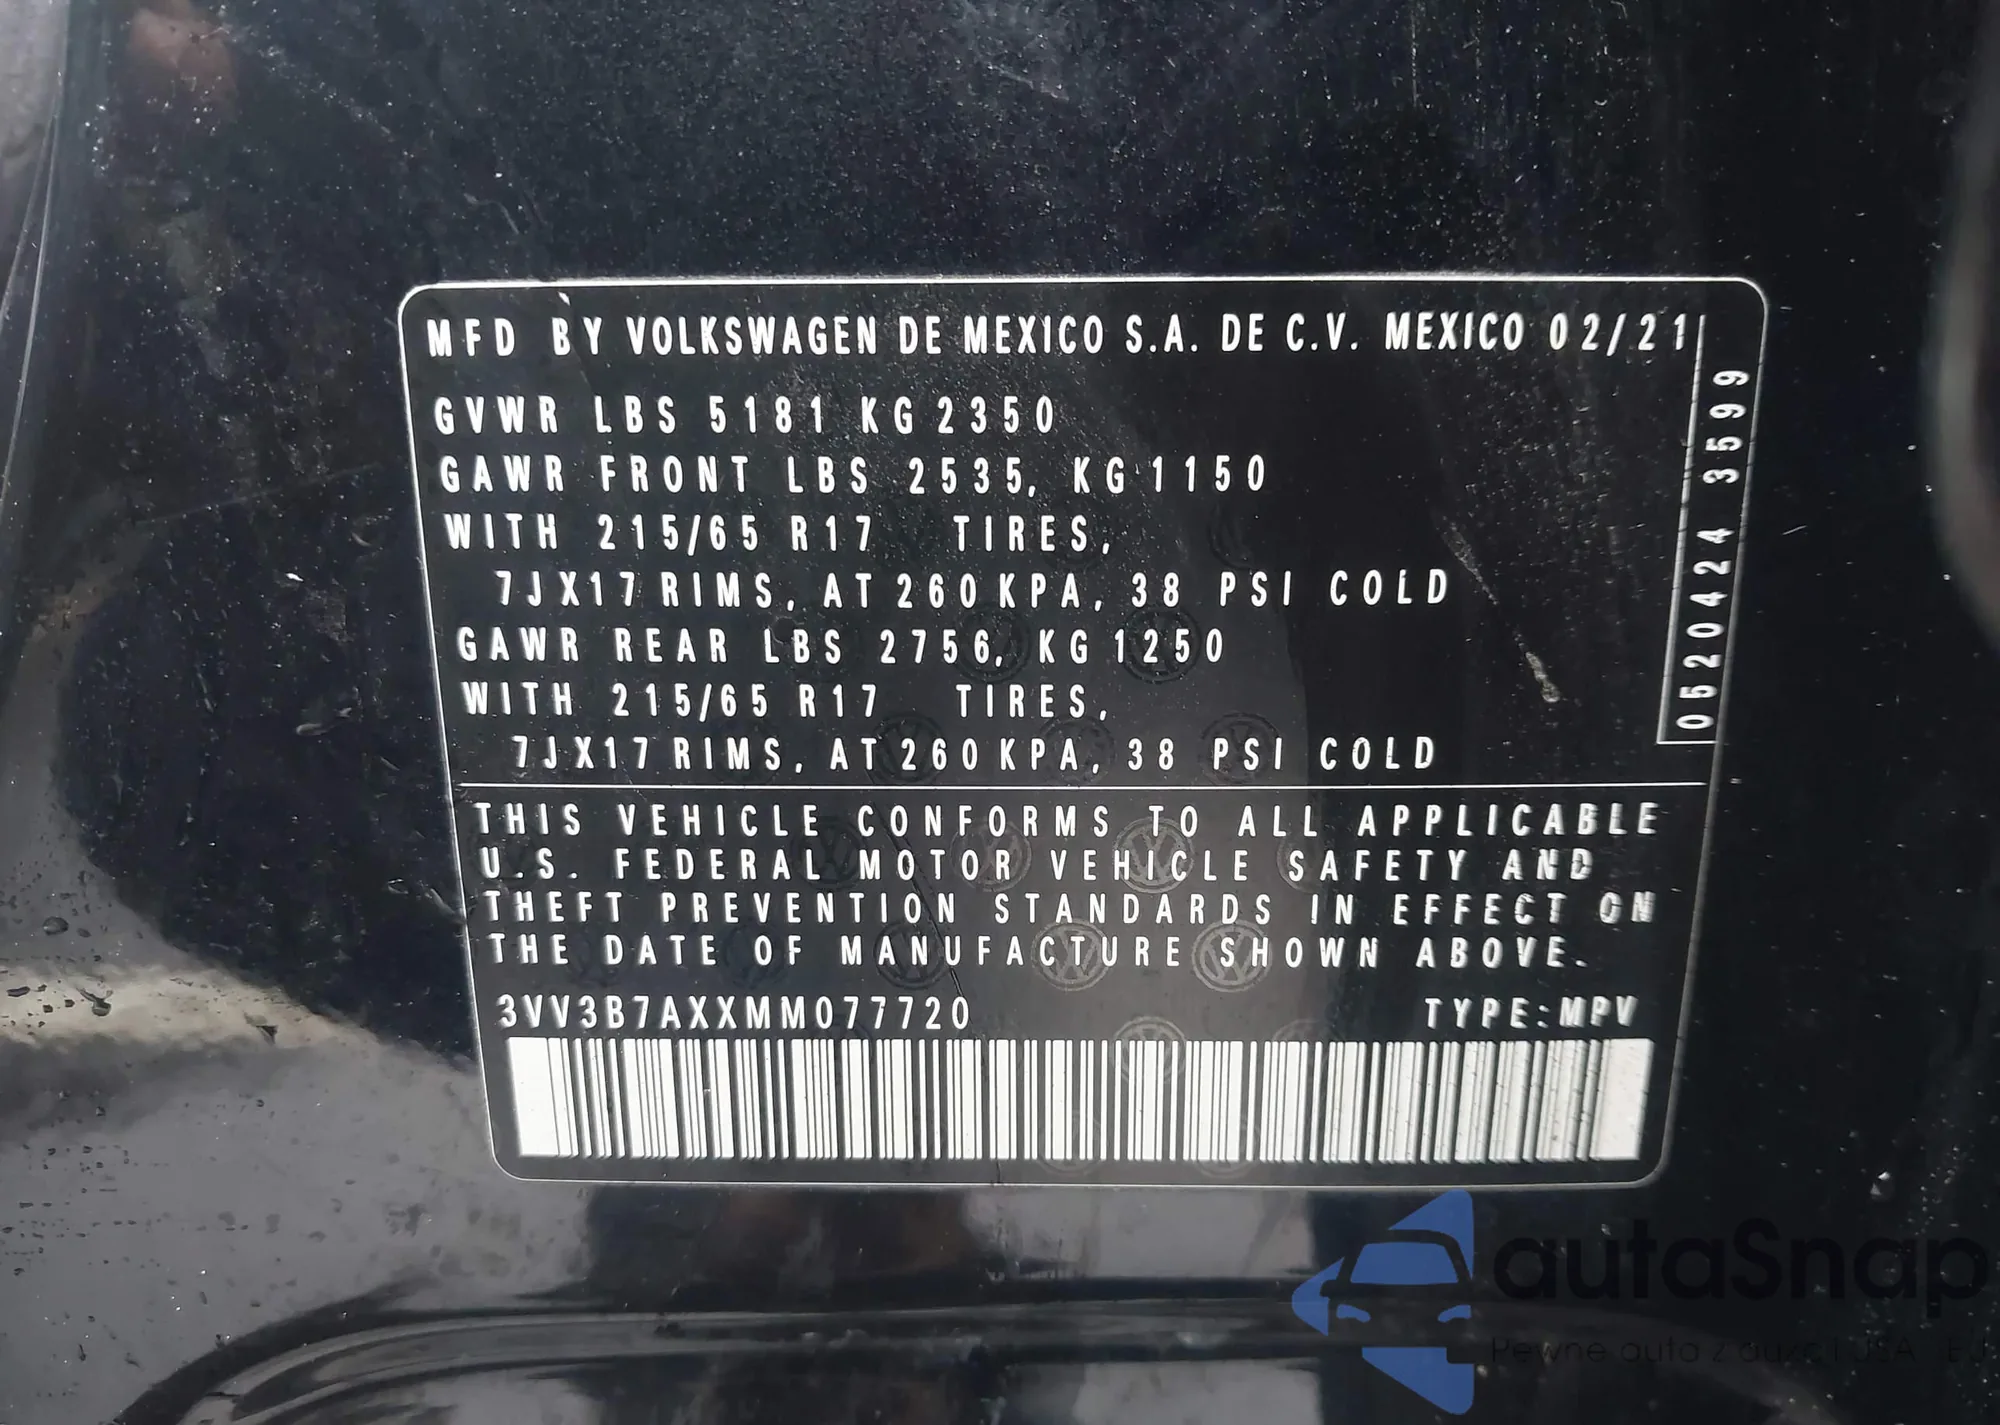 MFD BY VOLKSWAGEN DE MEXICO S.A. DE C.V. MEXICO 02/21
GVWR LBS 5181 KG 2350
GAWR FRONT LBS 2535, KG 1150
WITH 215/65 R17 TIRES,
7JX17 RIMS, AT 260 KPA, 38 PSI COLD
GAWR REAR LBS 2756, KG 1250
WITH 215/65 R17 TIRES,
7JX17 RIMS, AT 260 KPA, 38 PSI COLD
0520424 3599
THIS VEHICLE CONFORMS TO ALL APPLICABLE
U.S. FEDERAL MOTOR VEHICLE SAFETY AND
THEFT PREVENTION STANDARDS IN EFFECT ON
THE DATE OF MANUFACTURE SHOWN ABOVE.
3VV3B7AXXMM077720 TYPE:MPV
autaSnap
Pewne auta z aukcji USA